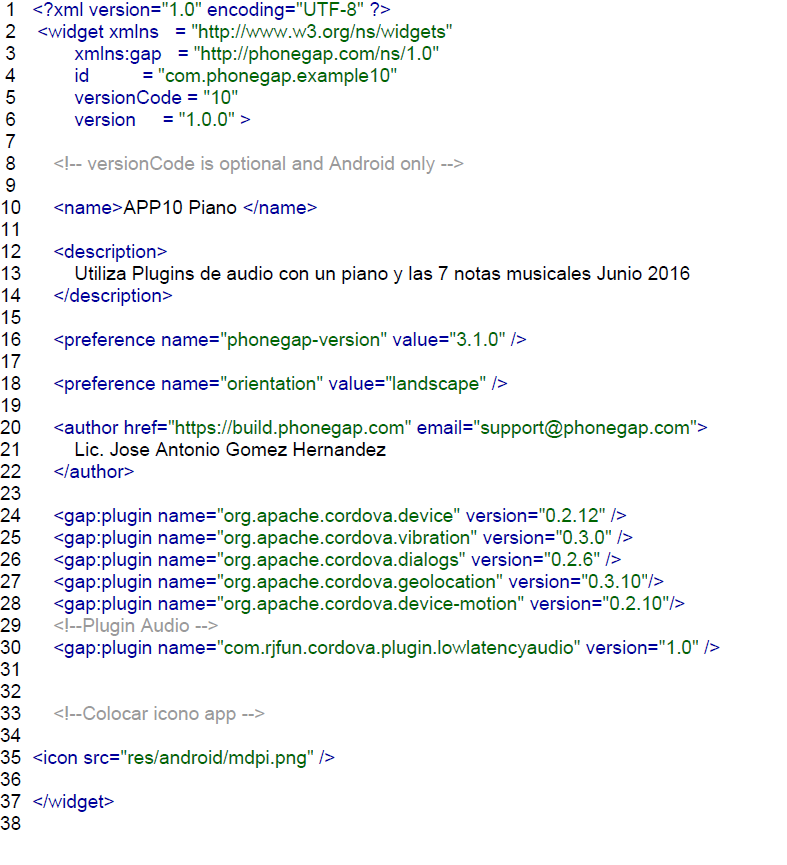 1 <?xml version="1.0" encoding="UTF-8" ?>
2 <widget xmlns = "http://www.w3.org/ns/widgets"
3 xmlns:gap = "http://phonegap.com/ns/1.0"
4 id = "com.phonegap.example10"
5 versionCode = "10"
6 version = "1.0.0" >
7
8 <!-- versionCode is optional and Android only -->
9
10 <name>APP10 Piano </name>
11
12 <description>
13 Utiliza Plugins de audio con un piano y las 7 notas musicales Junio 2016
14 </description>
15
16 <preference name="phonegap-version" value="3.1.0" />
17
18 <preference name="orientation" value="landscape" />
19
20 <author href="https://build.phonegap.com" email="support@phonegap.com">
21 Lic. Jose Antonio Gomez Hernandez
22 </author>
23
24 <gap:plugin name="org.apache.cordova.device" version="0.2.12" />
25 <gap:plugin name="org.apache.cordova.vibration" version="0.3.0" />
26 <gap:plugin name="org.apache.cordova.dialogs" version="0.2.6" />
27 <gap:plugin name="org.apache.cordova.geolocation" version="0.3.10"/>
28 <gap:plugin name="org.apache.cordova.device-motion" version="0.2.10"/>
29 <!--Plugin Audio -->
30 <gap:plugin name="com.rjfun.cordova.plugin.lowlatencyaudio" version="1.0" />
31
32
33 <!--Colocar icono app -->
34
35 <icon src="res/android/mdpi.png" />
36
37 </widget>
38